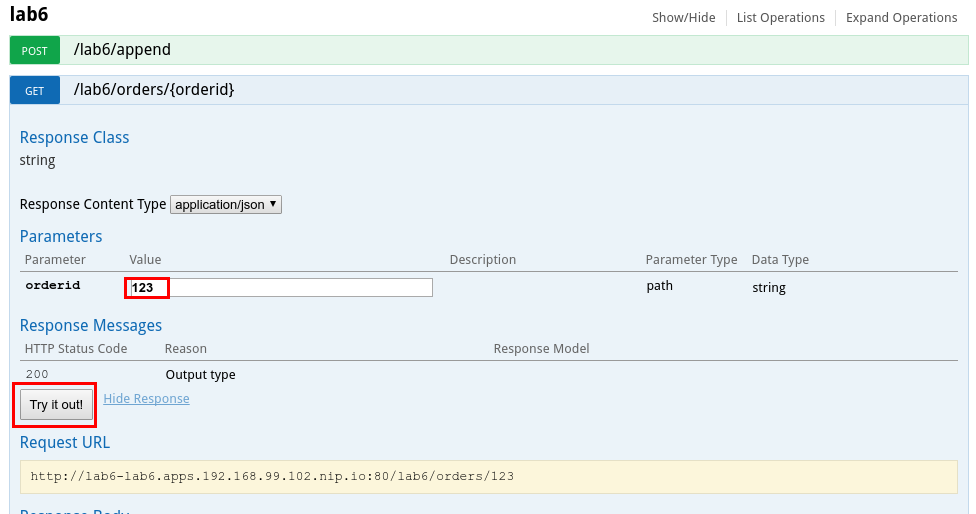 lab6
Show/Hide List Operations Expand Operations
POST /lab6/append
GET /lab6/orders/{orderid}
Response Class
string
Response Content Type application/json
Parameters
Parameter Value Description Parameter Type Data Type
orderid 123 path string
Response Messages
HTTP Status Code Reason Response Model
200 Output type
Try it out! Hide Response
Request URL
http://lab6-lab6.apps.192.168.99.102.nip.io:80/lab6/orders/123
Response Body